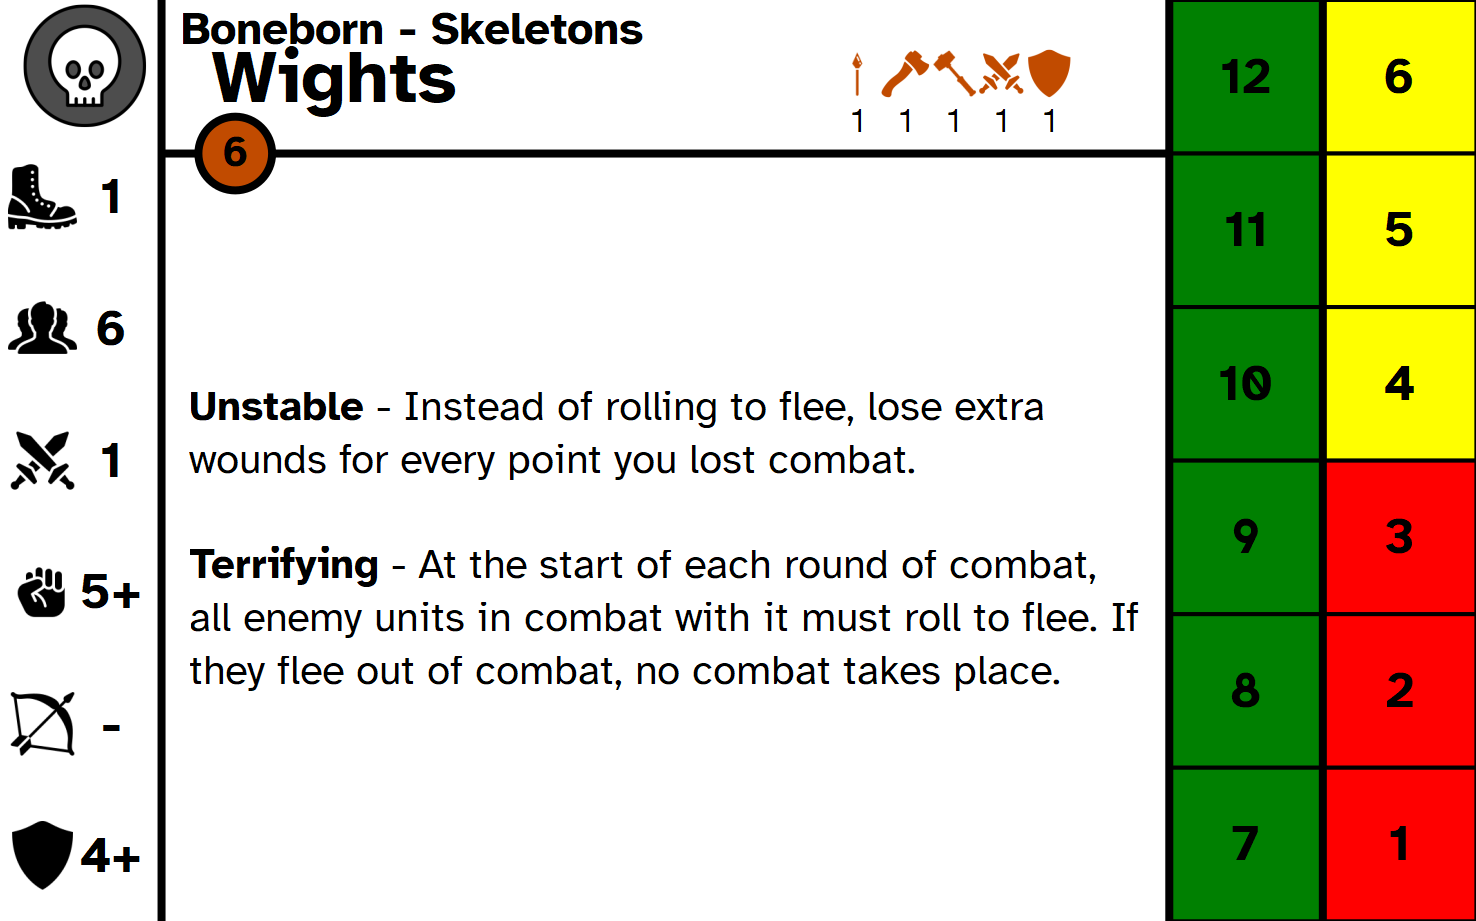 Boneborn - Skeletons
Wights
1 1 1 1 1
6
1
6
1
5+
-
4+
Unstable - Instead of rolling to flee, lose extra
wounds for every point you lost combat.
Terrifying - At the start of each round of combat,
all enemy units in combat with it must roll to flee. If
they flee out of combat, no combat takes place.
12 6
11 5
10 4
9 3
8 2
7 1